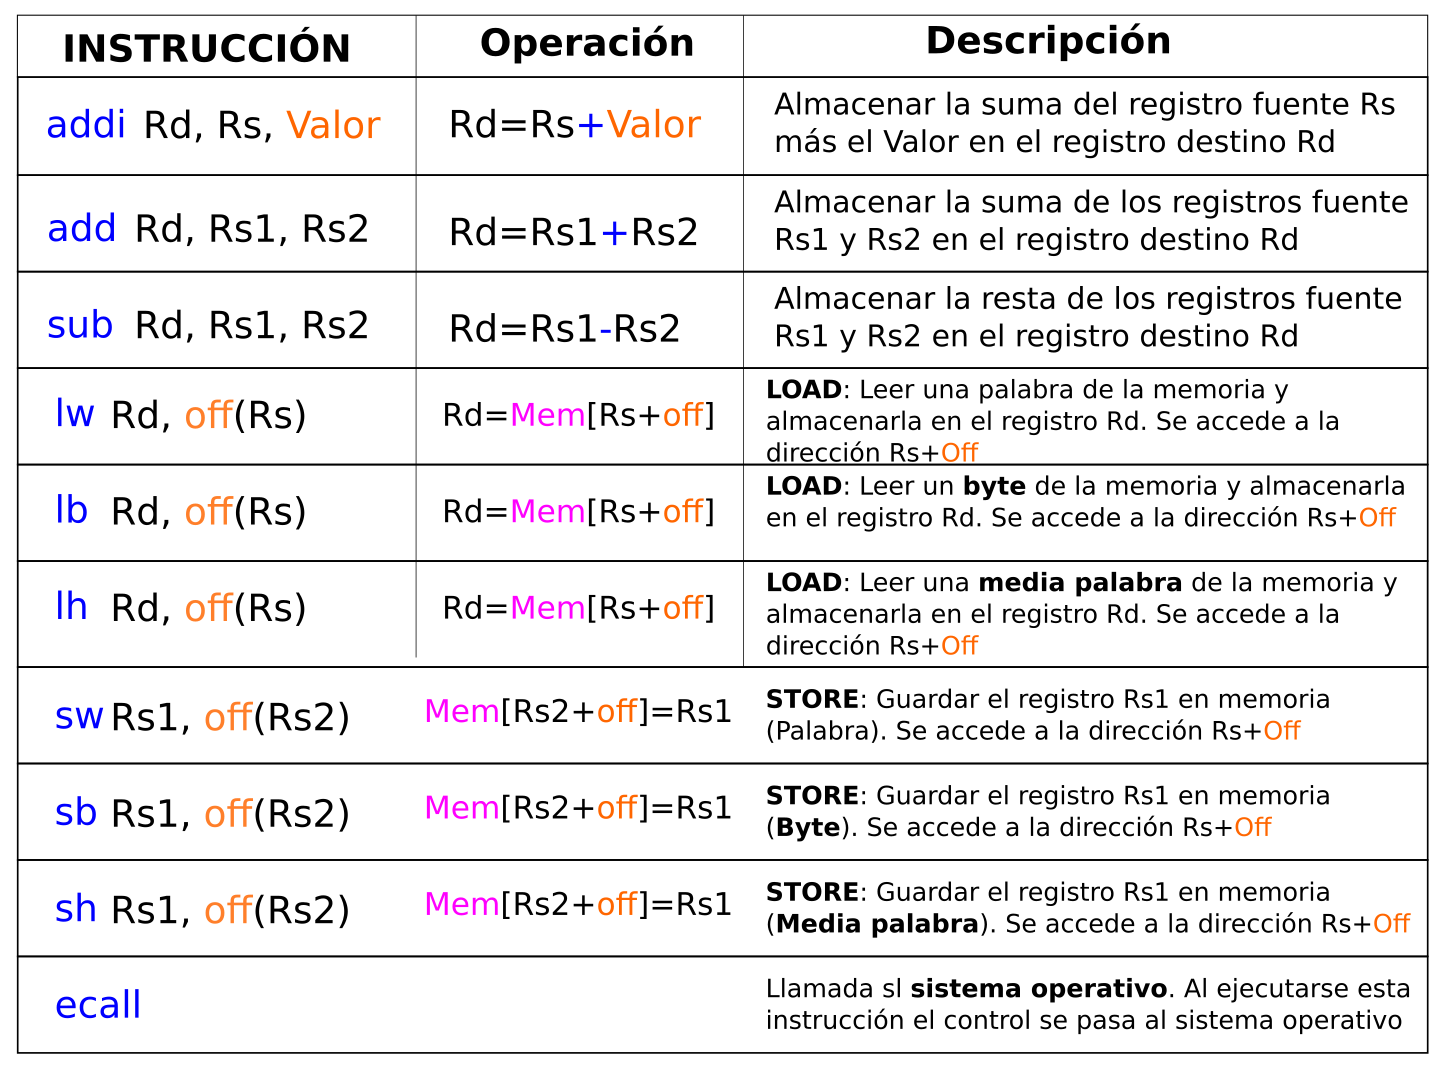 INSTRUCCIÓN Operación Descripción
addi Rd, Rs, Valor Rd=Rs+Valor Almacenar la suma del registro fuente Rs
más el Valor en el registro destino Rd
add Rd, Rs1, Rs2 Rd=Rs1+Rs2 Almacenar la suma de los registros fuente
Rs1 y Rs2 en el registro destino Rd
sub Rd, Rs1, Rs2 Rd=Rs1-Rs2 Almacenar la resta de los registros fuente
Rs1 y Rs2 en el registro destino Rd
lw Rd, off(Rs) Rd=Mem[Rs+off] LOAD: Leer una palabra de la memoria y
almacenarla en el registro Rd. Se accede a la
dirección Rs+Off
lb Rd, off(Rs) Rd=Mem[Rs+off] LOAD: Leer un byte de la memoria y almacenarla
en el registro Rd. Se accede a la dirección Rs+Off
lh Rd, off(Rs) Rd=Mem[Rs+off] LOAD: Leer una media palabra de la memoria y
almacenarla en el registro Rd. Se accede a la
dirección Rs+Off
sw Rs1, off(Rs2) Mem[Rs2+off]=Rs1 STORE: Guardar el registro Rs1 en memoria
(Palabra). Se accede a la dirección Rs+Off
sb Rs1, off(Rs2) Mem[Rs2+off]=Rs1 STORE: Guardar el registro Rs1 en memoria
(Byte). Se accede a la dirección Rs+Off
sh Rs1, off(Rs2) Mem[Rs2+off]=Rs1 STORE: Guardar el registro Rs1 en memoria
(Media palabra). Se accede a la dirección Rs+Off
ecall Llamada sl sistema operativo. Al ejecutarse esta
instrucción el control se pasa al sistema operativo